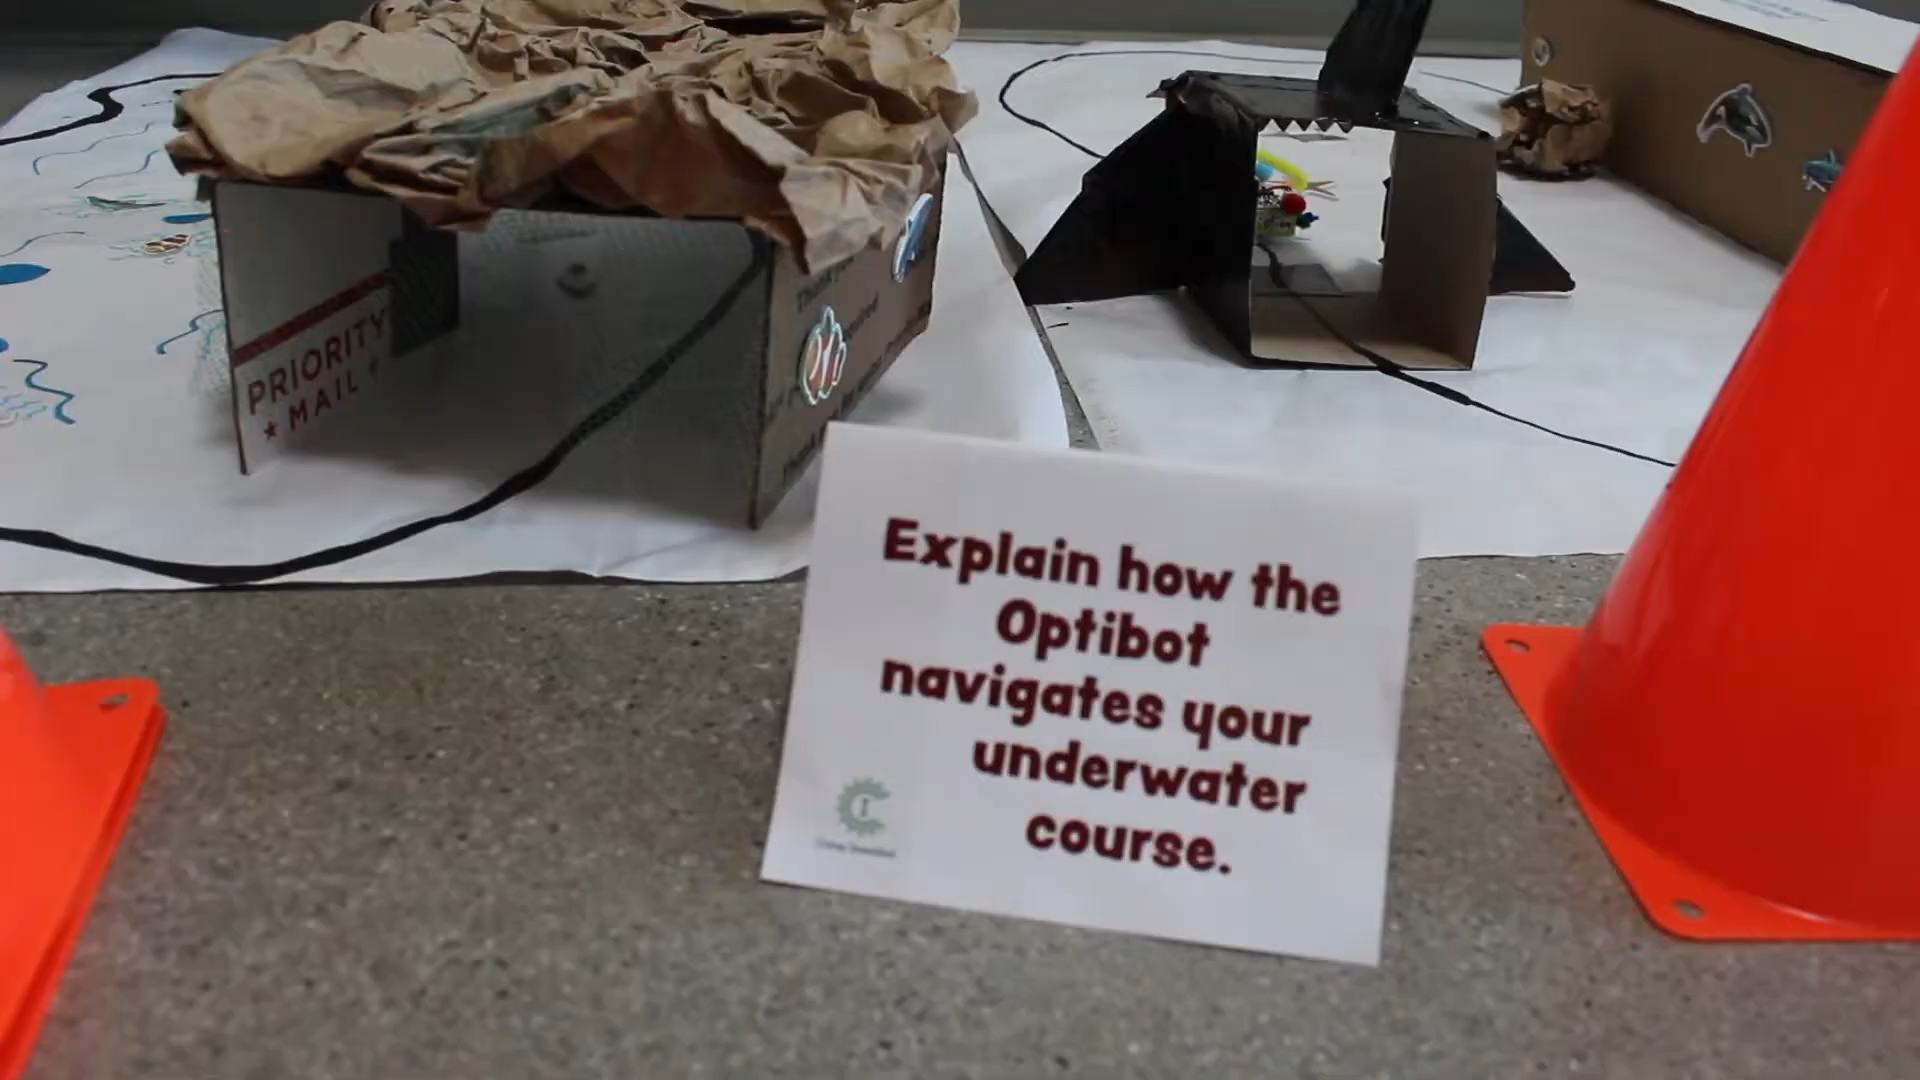 PRIORITY
★ MAIL ★
Explain how the
Optibot
navigates your
underwater
course.